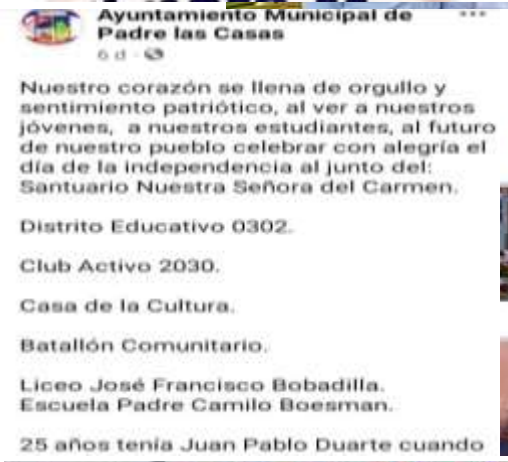 Ayuntamiento Municipal de
Padre las Casas
6 d
Nuestro corazón se llena de orgullo y
sentimiento patriótico, al ver a nuestros
jóvenes, a nuestros estudiantes, al futuro
de nuestro pueblo celebrar con alegría el
día de la independencia al junto del:
Santuario Nuestra Señora del Carmen.
Distrito Educativo 0302.
Club Activo 2030.
Casa de la Cultura.
Batallón Comunitario.
Liceo José Francisco Bobadilla.
Escuela Padre Camilo Boesman.
25 años tenía Juan Pablo Duarte cuando